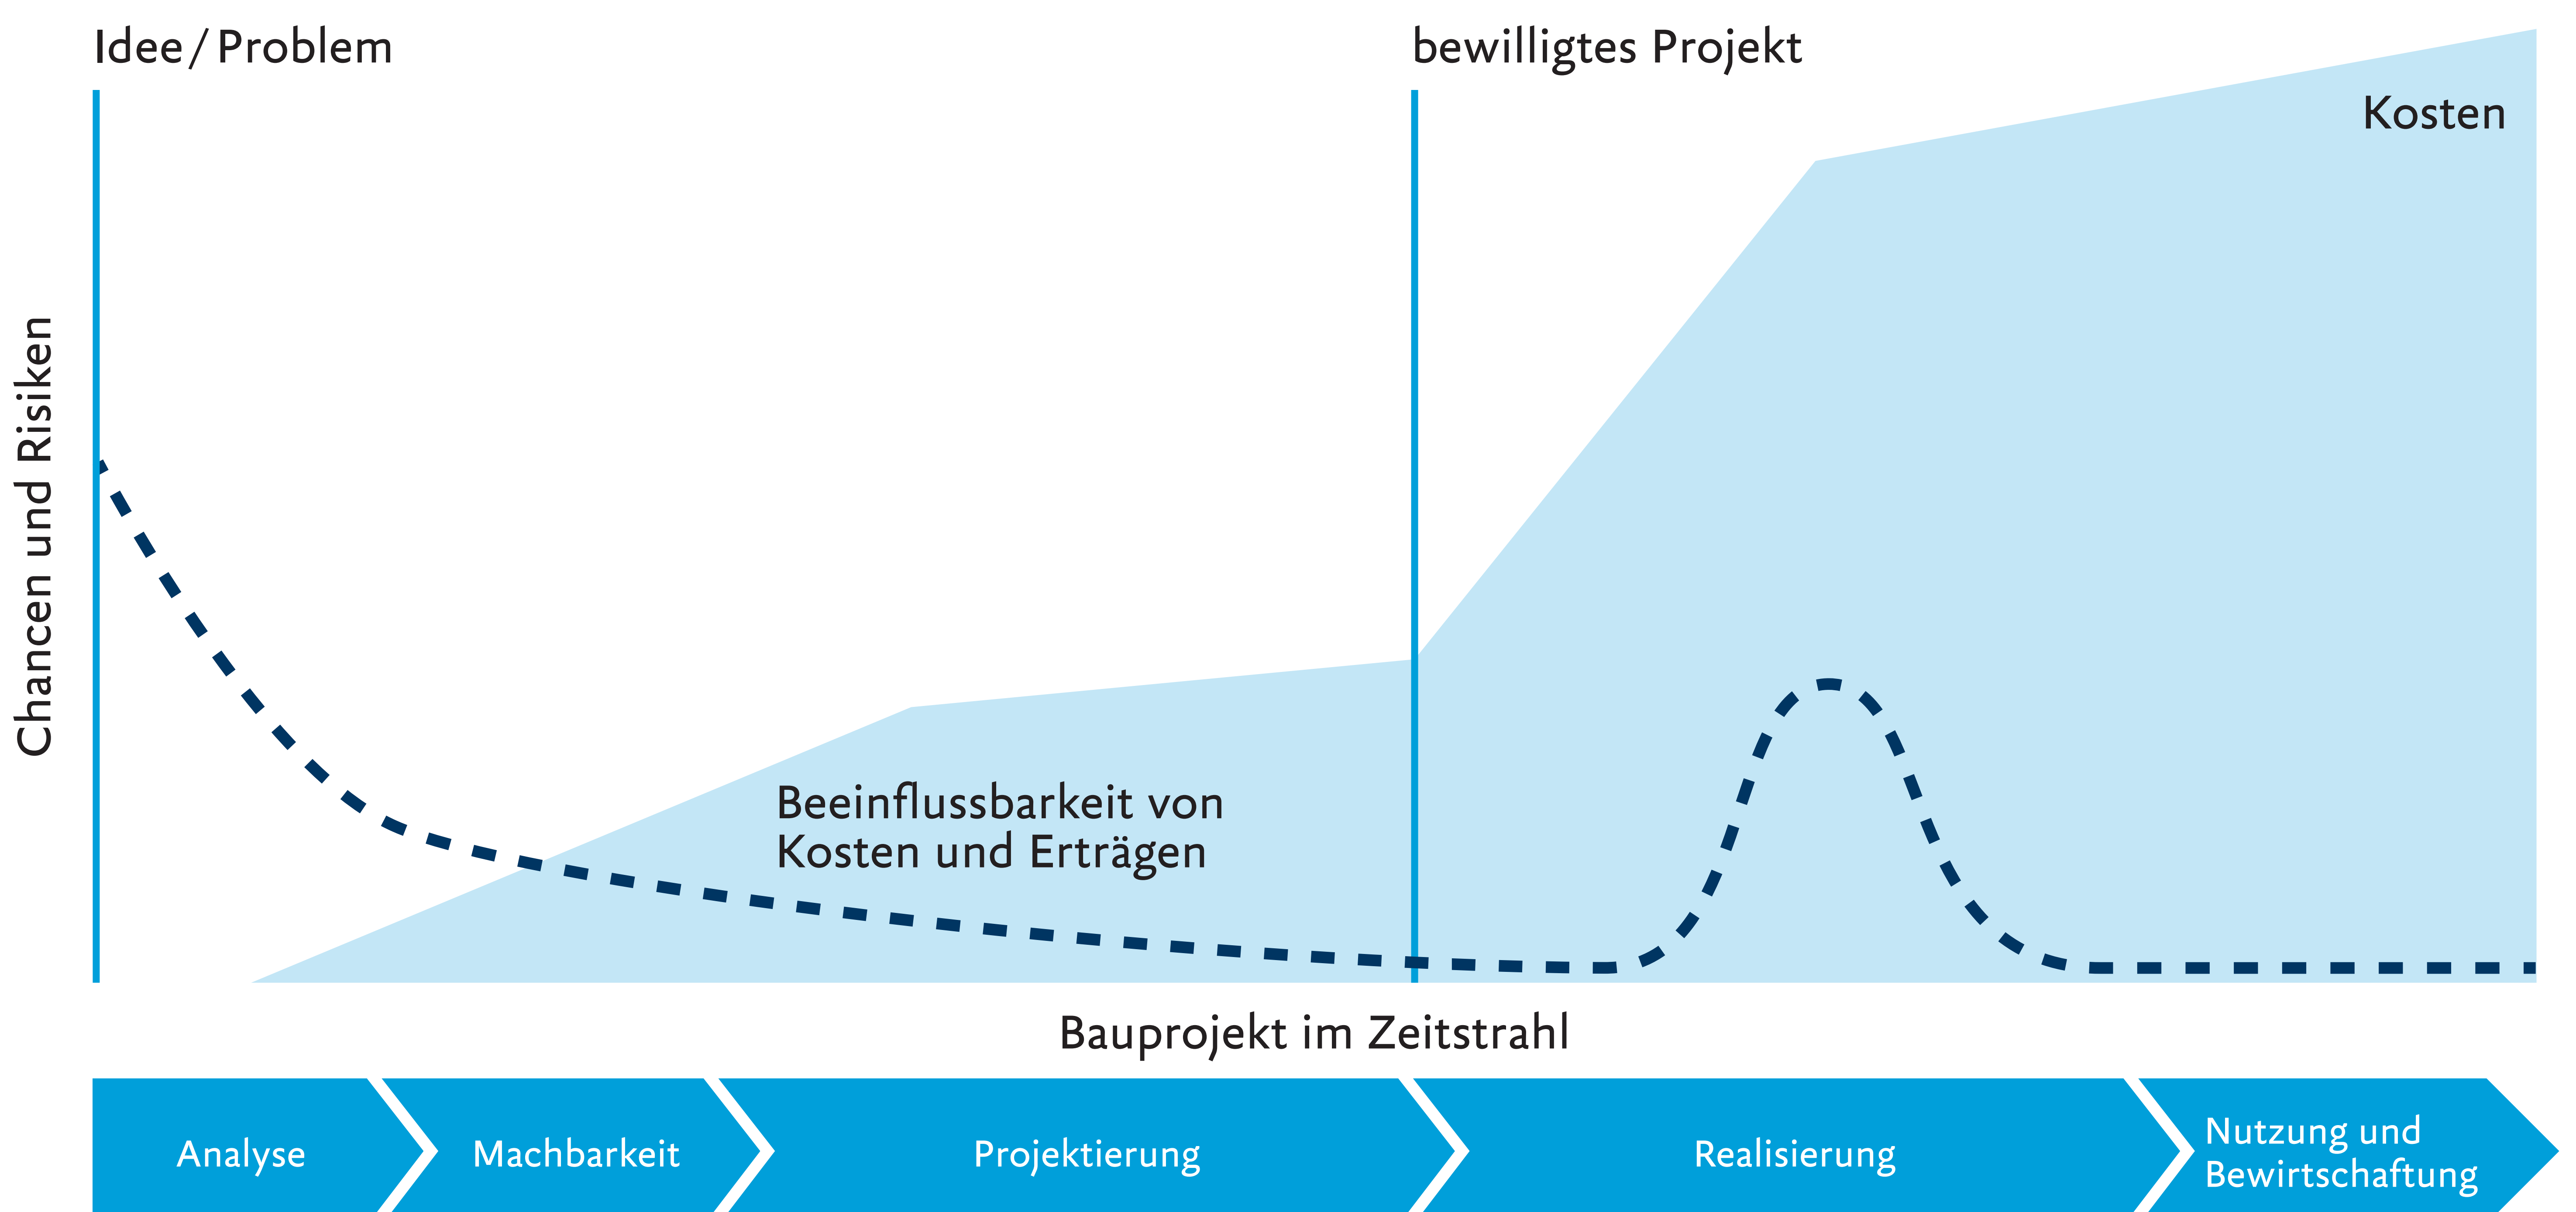 Idee / Problem
bewilligtes Projekt
Kosten
Chancen und Risiken
Beeinflussbarkeit von
Kosten und Erträgen
Bauprojekt im Zeitstrahl
Analyse
Machbarkeit
Projektierung
Realisierung
Nutzung und
Bewirtschaftung